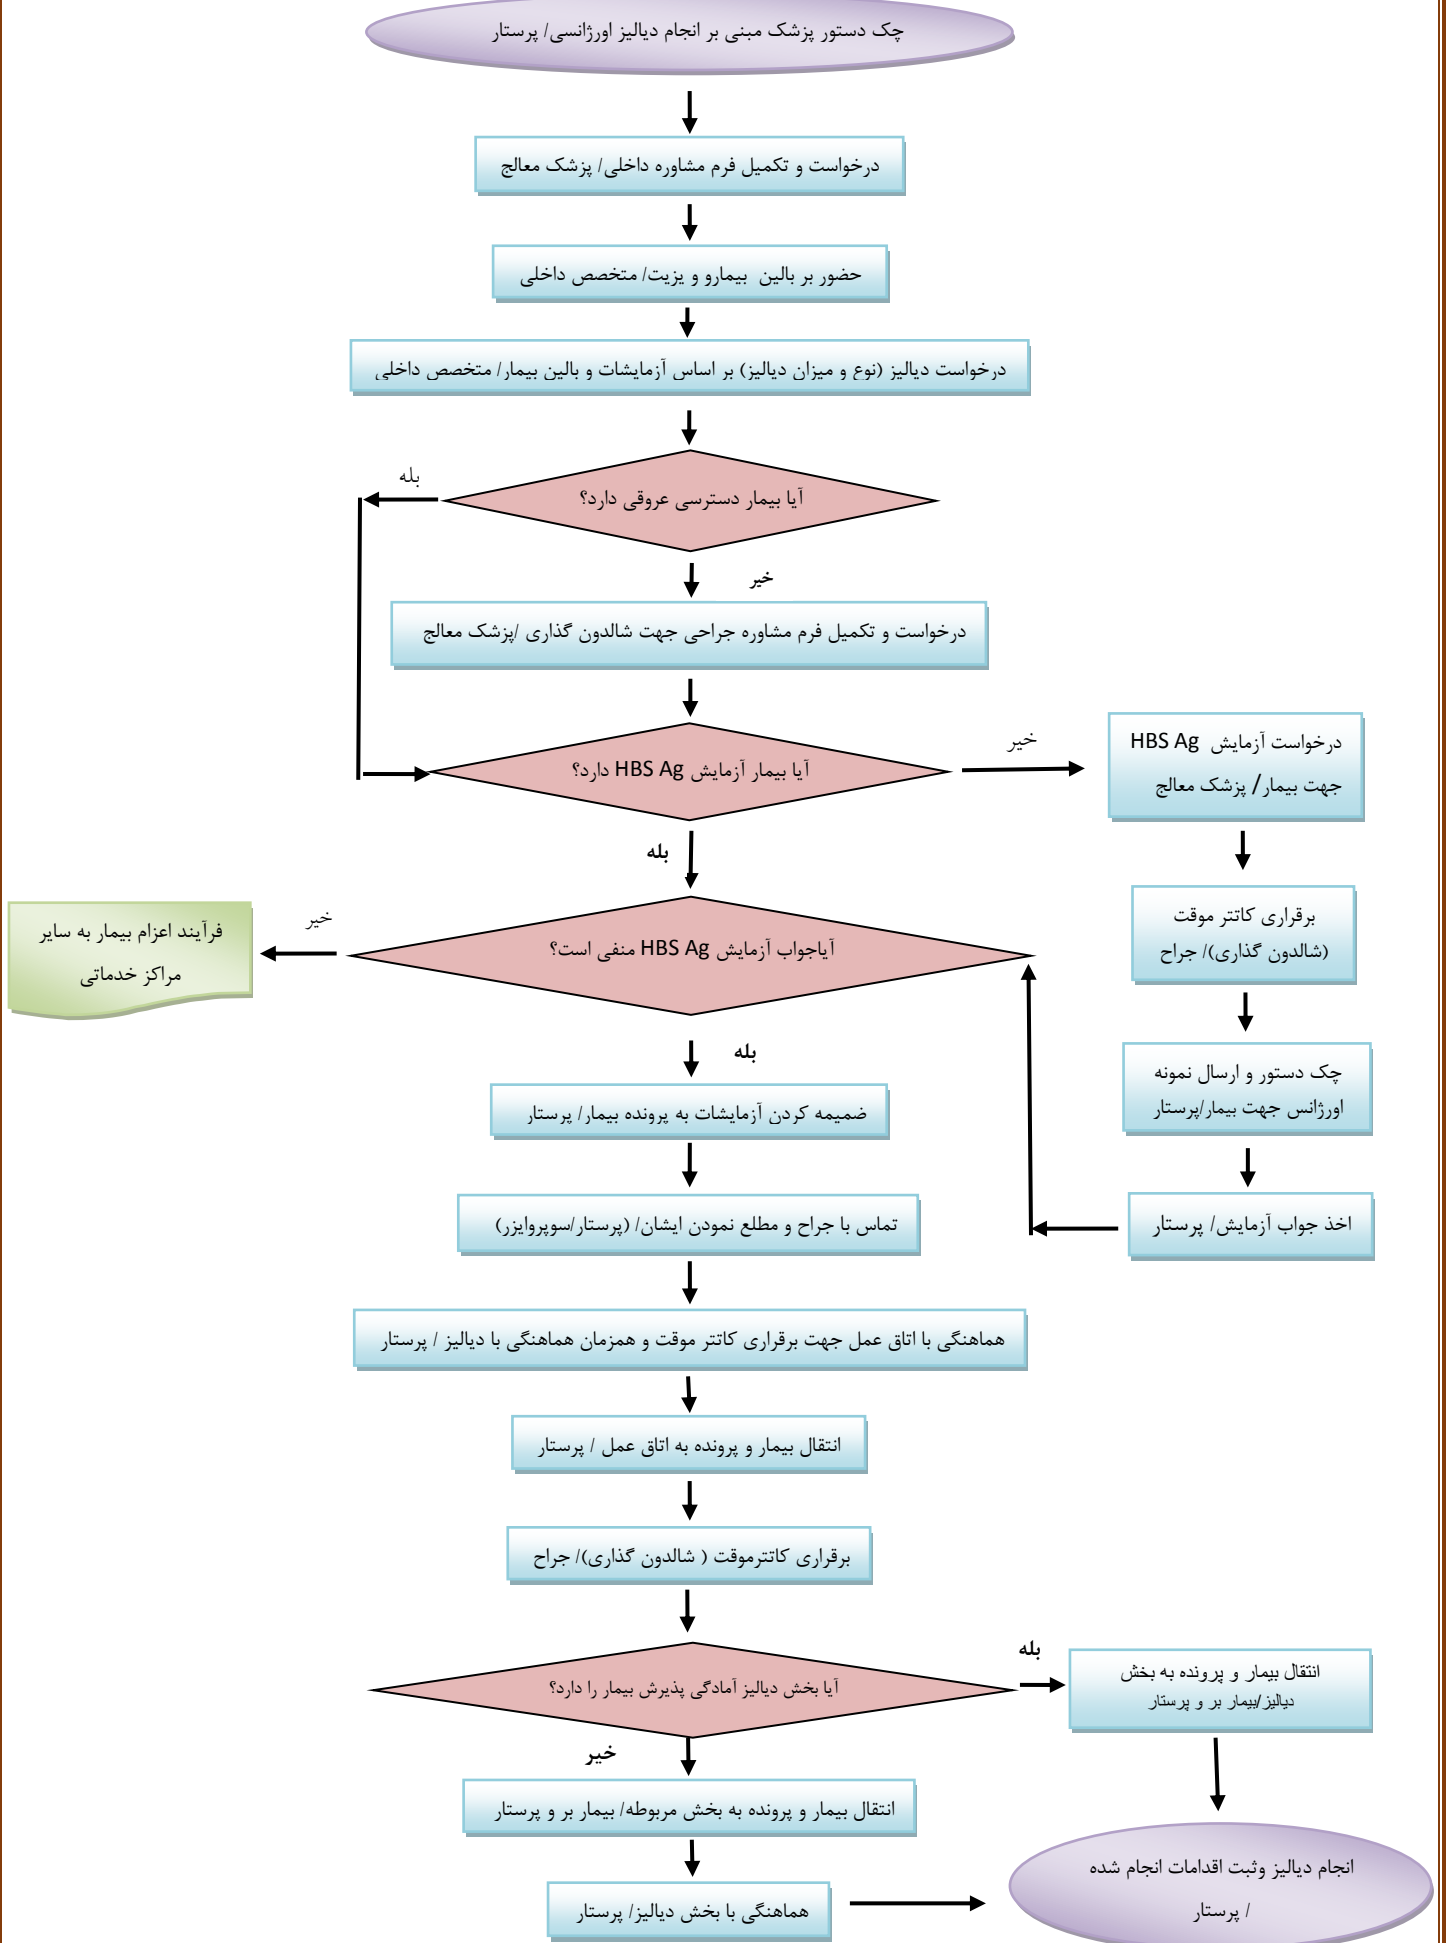 چک دستور پزشک مبنی بر انجام دیالیز اورژانسی/ پرستار
درخواست و تکمیل فرم مشاوره داخلی/ پزشک معالج
حضور بر بالین بیمارو و یزیت/ متخصص داخلی
درخواست دیالیز (نوع و میزان دیالیز) بر اساس آزمایشات و بالین بیمار/ متخصص داخلی
آیا بیمار دسترسی عروقی دارد؟
بله
خیر
درخواست و تکمیل فرم مشاوره جراحی جهت شالدون گذاری /پزشک معالج
آیا بیمار آزمایش HBS Ag دارد؟
خیر
درخواست آزمایش HBS Ag
جهت بیمار/ پزشک معالج
بله
برقراری کاتتر موقت
(شالدون گذاری)/ جراح
آیاجواب آزمایش HBS Ag منفی است؟
خیر
فرآیند اعزام بیمار به سایر
مراکز خدماتی
بله
چک دستور و ارسال نمونه
اورژانس جهت بیمار/پرستار
ضمیمه کردن آزمایشات به پرونده بیمار/ پرستار
اخذ جواب آزمایش/ پرستار
تماس با جراح و مطلع نمودن ایشان/ (پرستار/سوپروایزر)
هماهنگی با اتاق عمل جهت برقراری کاتتر موقت و همزمان هماهنگی با دیالیز / پرستار
انتقال بیمار و پرونده به اتاق عمل / پرستار
برقراری کاتترموقت ( شالدون گذاری)/ جراح
آیا بخش دیالیز آمادگی پذیرش بیمار را دارد؟
بله
انتقال بیمار و پرونده به بخش
دیالیز/بیمار بر و پرستار
خیر
انتقال بیمار و پرونده به بخش مربوطه/ بیمار بر و پرستار
هماهنگی با بخش دیالیز/ پرستار
انجام دیالیز وثبت اقدامات انجام شده
/ پرستار